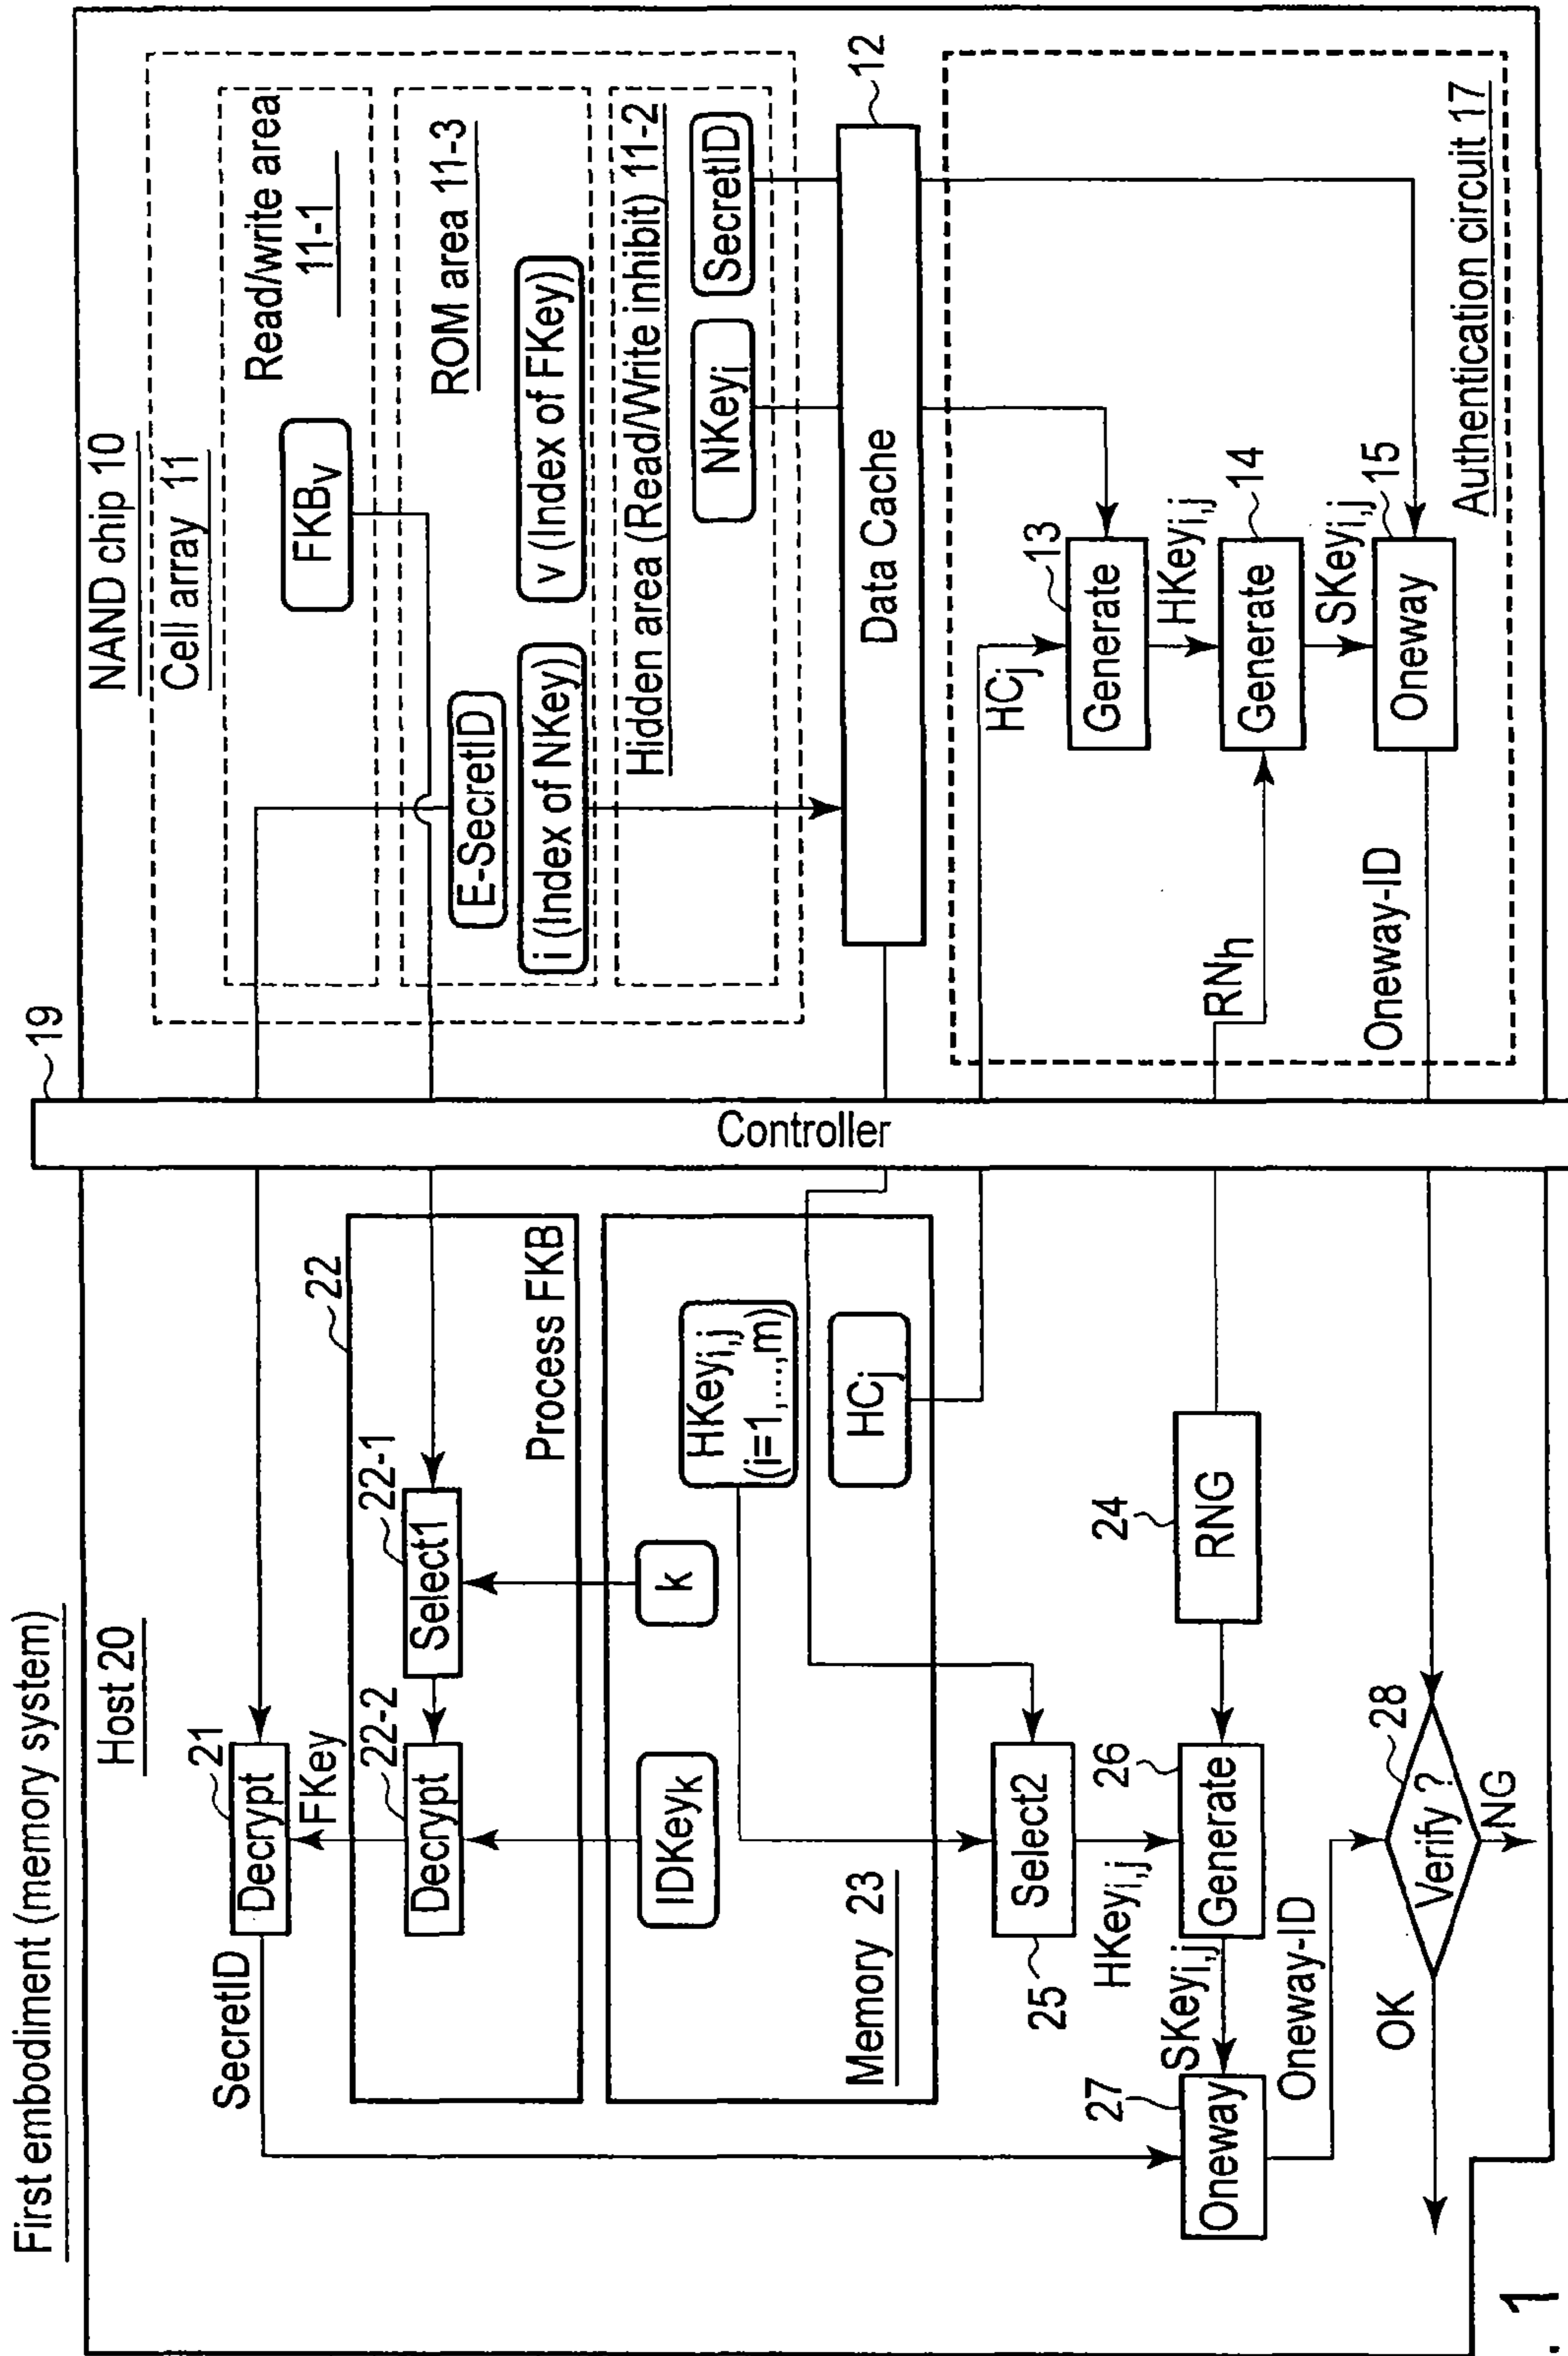 First embodiment (memory system)
Host 20
21
Decrypt
SecretID
FKey
22
22-2
Decrypt
22-1
Select1
Process FKB
IDKeyk
k
HKeyi,j
(i=1,...,m)
HCj
Memory 23
Select2
25
HKeyi,j
26
Generate
24
RNG
SKeyi,j
27
Oneway
Oneway-ID
28
Verify ?
OK
NG
19
Controller
NAND chip 10
Cell array 11
Read/write area
11-1
FKBv
ROM area 11-3
E-SecretID
i (Index of NKey)
v (Index of FKey)
Hidden area (Read/Write inhibit) 11-2
NKeyi
SecretID
Data Cache
12
HCj
13
Generate
HKeyi,j
RNh
14
Generate
SKeyi,j
15
Oneway
Oneway-ID
Authentication circuit 17
. 1